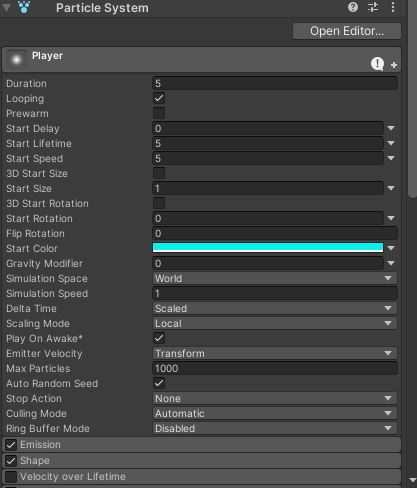 Particle System
Open Editor...
Player
Duration 5
Looping
Prewarm
Start Delay 0
Start Lifetime 5
Start Speed 5
3D Start Size
Start Size 1
3D Start Rotation
Start Rotation 0
Flip Rotation 0
Start Color
Gravity Modifier 0
Simulation Space World
Simulation Speed 1
Delta Time Scaled
Scaling Mode Local
Play On Awake*
Emitter Velocity Transform
Max Particles 1000
Auto Random Seed
Stop Action None
Culling Mode Automatic
Ring Buffer Mode Disabled
Emission
Shape
Velocity over Lifetime